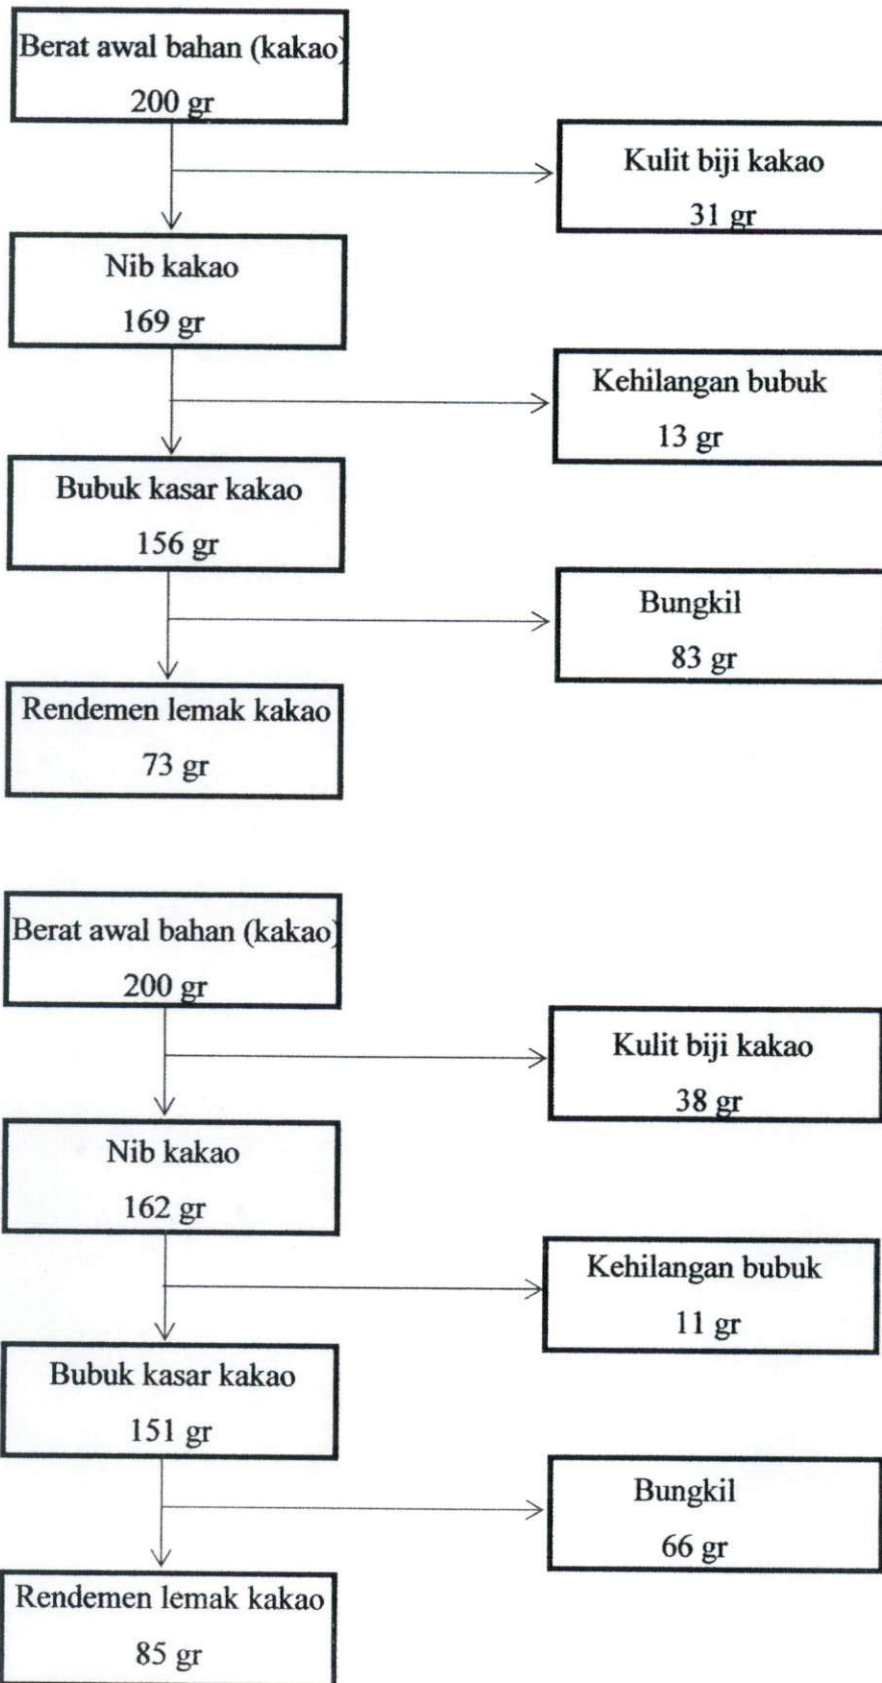 Berat awal bahan (kakao)
200 gr
Kulit biji kakao
31 gr
Nib kakao
169 gr
Kehilangan bubuk
13 gr
Bubuk kasar kakao
156 gr
Bungkil
83 gr
Rendemen lemak kakao
73 gr
Berat awal bahan (kakao)
200 gr
Kulit biji kakao
38 gr
Nib kakao
162 gr
Kehilangan bubuk
11 gr
Bubuk kasar kakao
151 gr
Bungkil
66 gr
Rendemen lemak kakao
85 gr